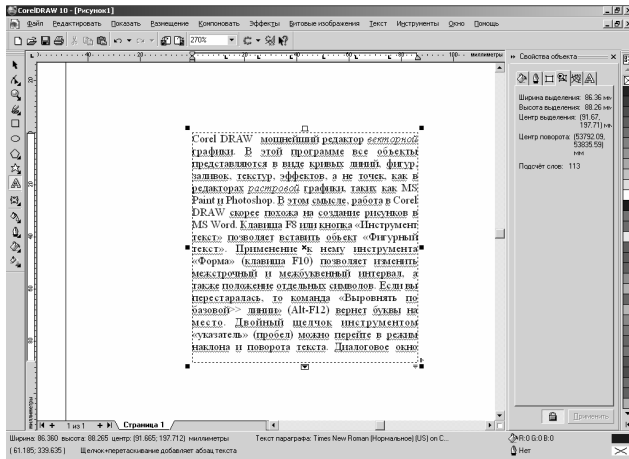 CorelDRAW 10 - [Рисунок1]
Файл Редактировать Показать Размещение Компоновать Эффекты Битовые изображения Текст Инструменты Окно Помощь
270%
миллиметры
Свойства объекта
Ширина выделения: 86.36 мм
Высота выделения: 88.26 мм
Центр выделения: (91.67, 197.71) мм
Центр поворота: (53792.09, 53835.59) мм
Подсчёт слов: 113
Corel DRAW мощнейший редактор векторной
графики. В этой программе все объекты
представляются в виде кривых линий, фигур,
заливок, текстур, эффектов, а не точек, как в
редакторах растровой графики, таких как MS
Paint и Photoshop. В этом смысле, работа в Corel
DRAW скорее похожа на создание рисунков в
MS Word. Клавиша F8 или кнопка «Инструмент
текст» позволяет вставить объект «Фигурный
текст». Применение к нему инструмента
«Форма» (клавиша F10) позволяет изменить
межстрочный и межбуквенный интервал, а
также положение отдельных символов. Если вы
перестаралась, то команда «Выровнять по
базовой>> линии» (Alt-F12) вернет буквы на
место. Двойный щелчок инструментом
«указатель» (пробел) можно перейте в режим
наклона и поворота текста. Диалоговое окно
Применить
миллиметры
1 из 1
Страница 1
Ширина: 86.360 высота: 88.265 центр: (91.665; 197.712) миллиметры Текст параграфа: Times New Roman (Нормальное) (US) on C...
R:0 G:0 B:0
( 61.185; 339.635 ) Щелчок+перетаскивание добавляет абзац текста
Нет